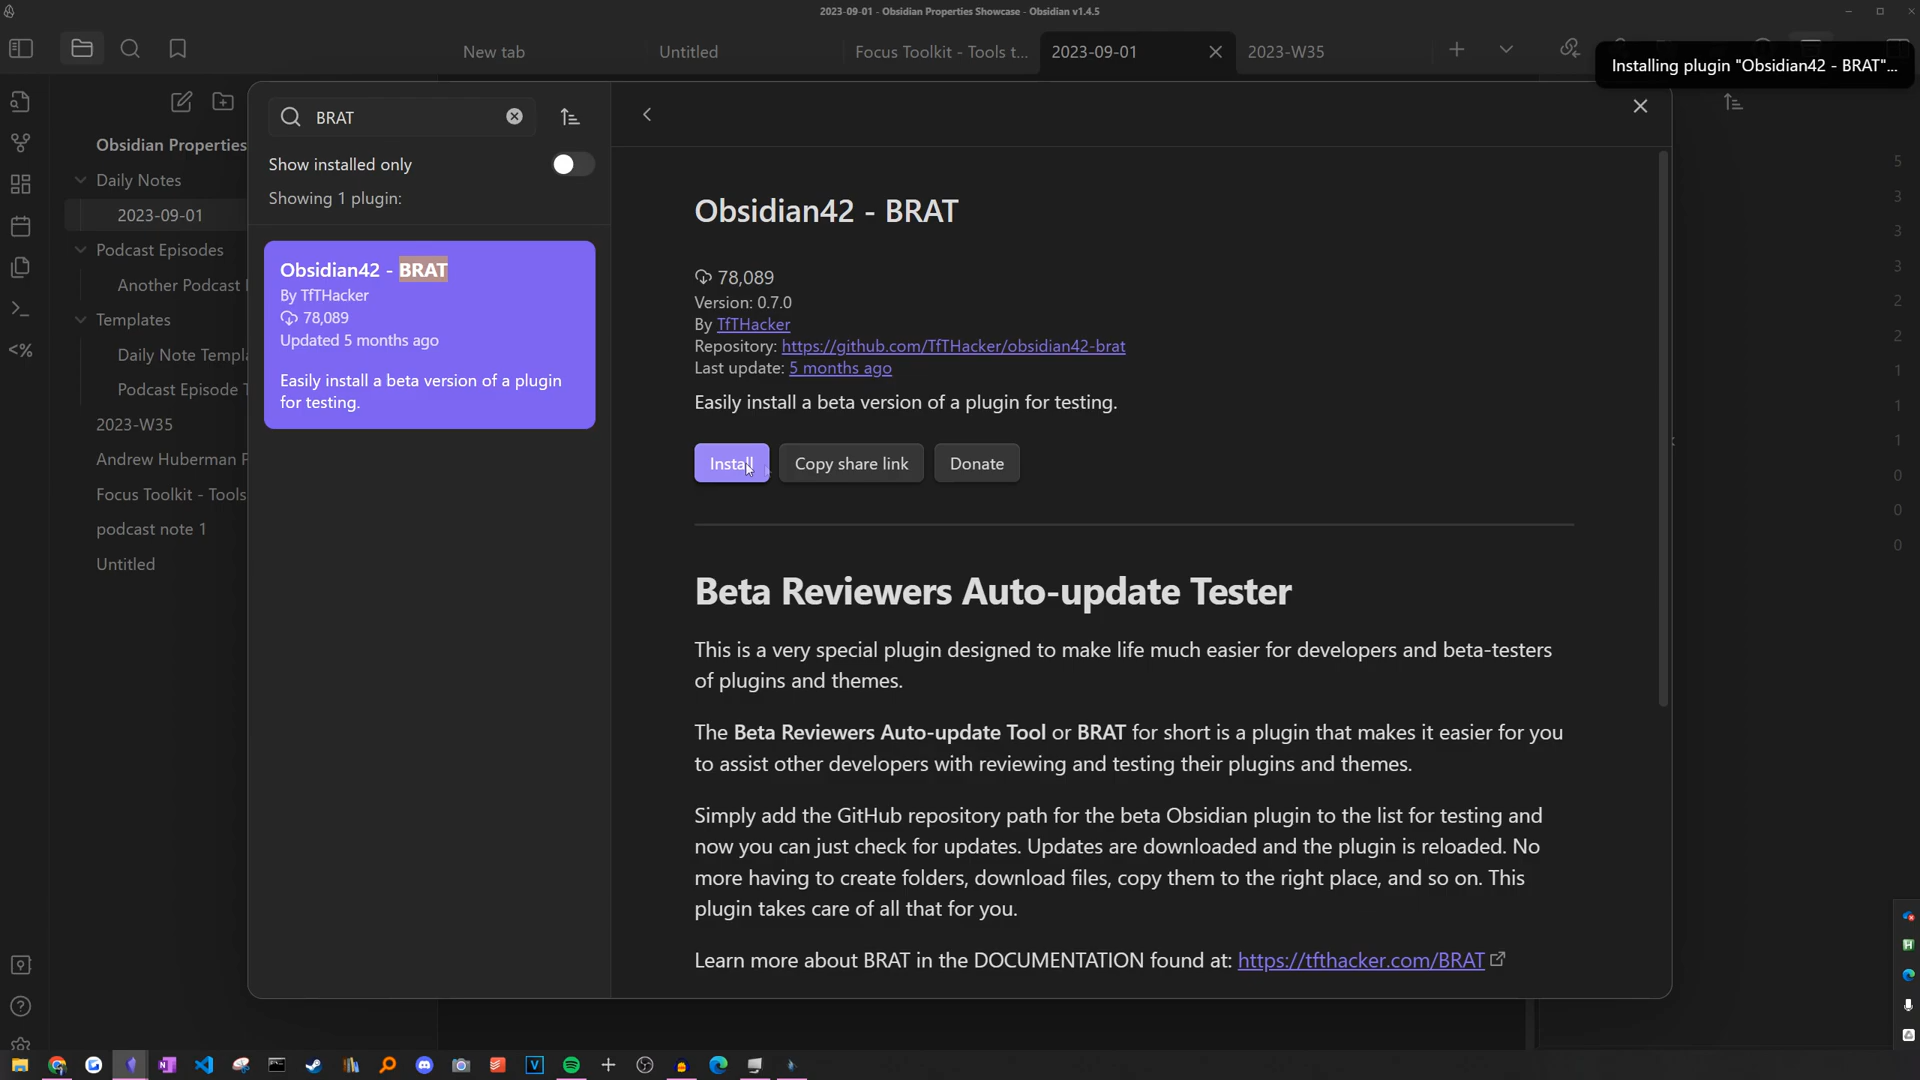 2023-09-01 - Obsidian Properties Showcase - Obsidian v1.4.5
New tab
Untitled
Focus Toolkit - Tools t...
2023-09-01
2023-W35
Installing plugin "Obsidian42 - BRAT"...
Obsidian Properties
Daily Notes
2023-09-01
Podcast Episodes
Another Podcast
Templates
Daily Note Templ
Podcast Episode
2023-W35
Andrew Huberman
Focus Toolkit - Tools
podcast note 1
Untitled
BRAT
Show installed only
Showing 1 plugin:
Obsidian42 - BRAT
By TfTHacker
78,089
Updated 5 months ago
Easily install a beta version of a plugin
for testing.
Obsidian42 - BRAT
78,089
Version: 0.7.0
By TfTHacker
Repository: https://github.com/TfTHacker/obsidian42-brat
Last update: 5 months ago
Easily install a beta version of a plugin for testing.
Install
Copy share link
Donate
Beta Reviewers Auto-update Tester
This is a very special plugin designed to make life much easier for developers and beta-testers
of plugins and themes.
The Beta Reviewers Auto-update Tool or BRAT for short is a plugin that makes it easier for you
to assist other developers with reviewing and testing their plugins and themes.
Simply add the GitHub repository path for the beta Obsidian plugin to the list for testing and
now you can just check for updates. Updates are downloaded and the plugin is reloaded. No
more having to create folders, download files, copy them to the right place, and so on. This
plugin takes care of all that for you.
Learn more about BRAT in the DOCUMENTATION found at: https://tfthacker.com/BRAT
5
3
3
3
2
2
1
1
1
0
0
0